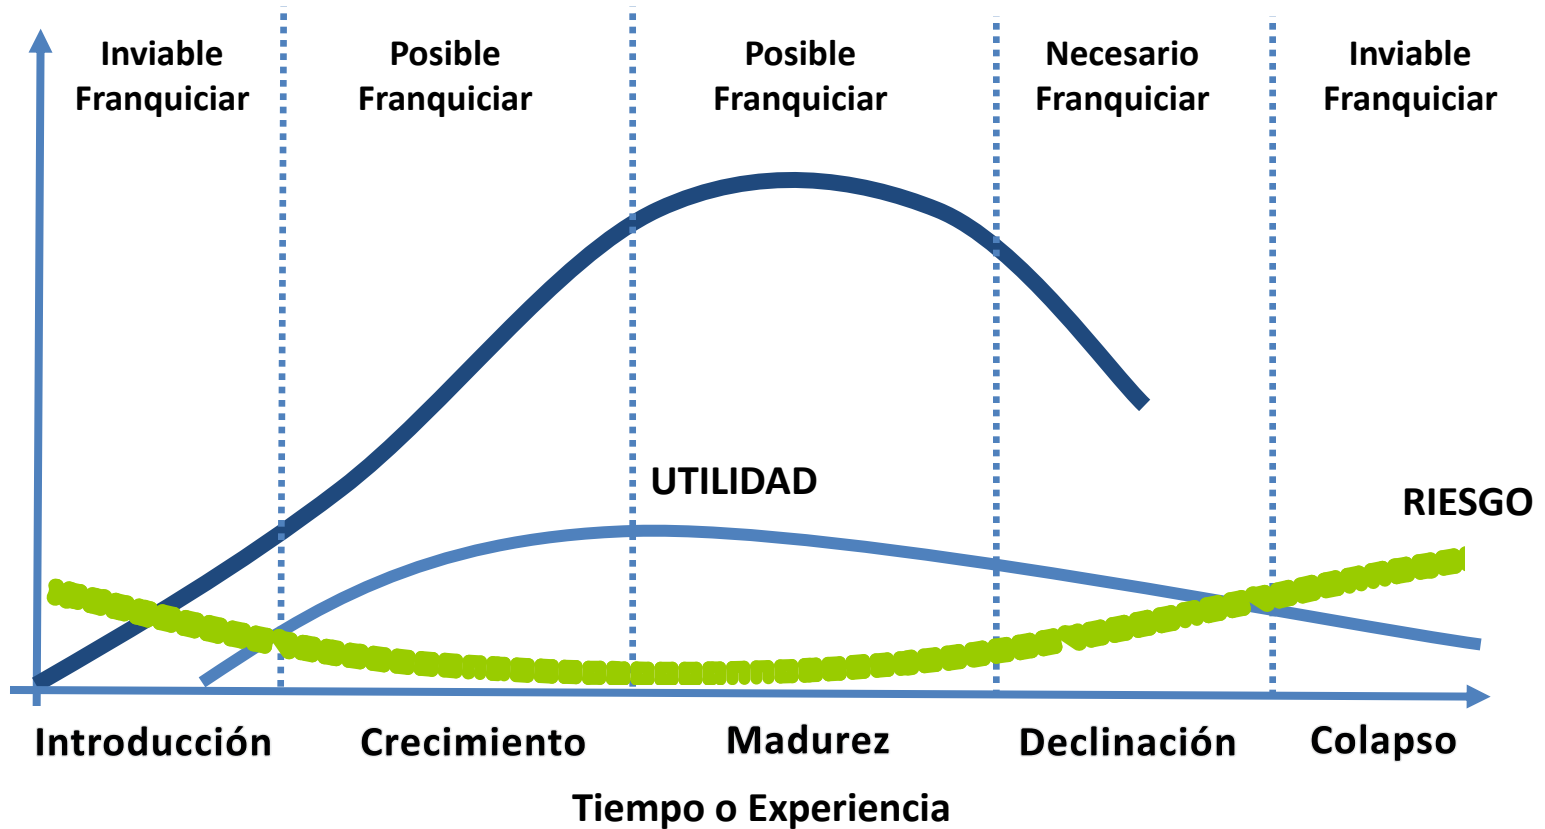 Inviable
Franquiciar
Posible
Franquiciar
Posible
Franquiciar
Necesario
Franquiciar
Inviable
Franquiciar
UTILIDAD
RIESGO
Introducción
Crecimiento
Madurez
Declinación
Colapso
Tiempo o Experiencia